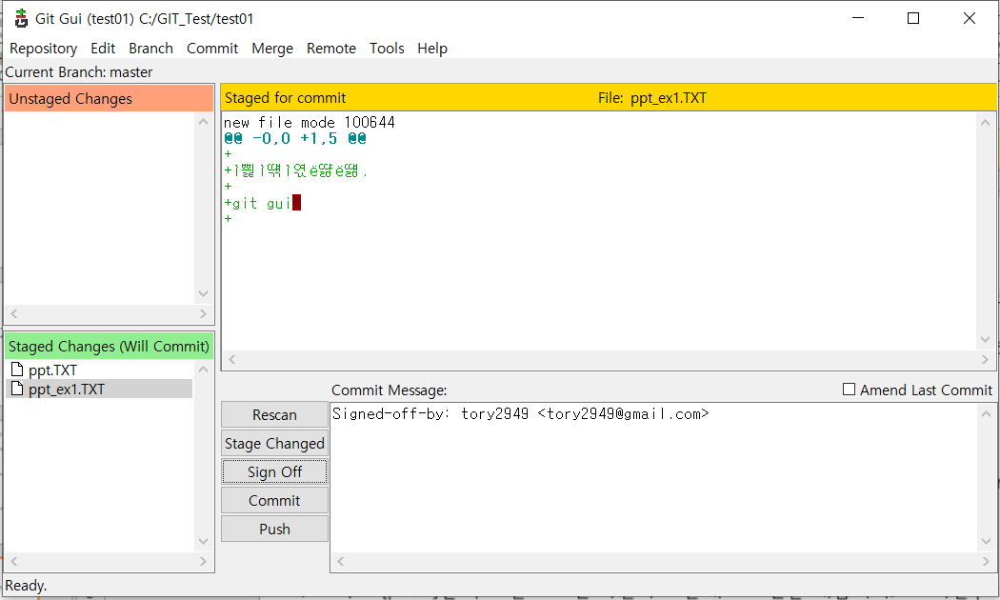 Git Gui (test01) C:/GIT_Test/test01
Repository Edit Branch Commit Merge Remote Tools Help
Current Branch: master
Unstaged Changes
Staged for commit File: ppt_ex1.TXT
new file mode 100644
@@ -0,0 +1,5 @@
+
+
+git gui
+
Staged Changes (Will Commit)
ppt.TXT
ppt_ex1.TXT
Commit Message:
Amend Last Commit
Rescan
Stage Changed
Sign Off
Commit
Push
Signed-off-by: tory2949 <tory2949@gmail.com>
Ready.